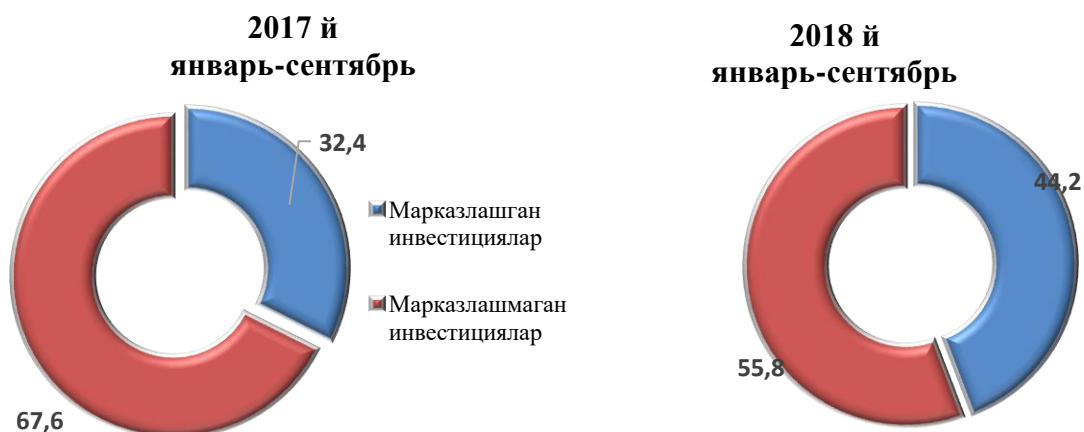 2017 й
январь-сентябрь
32,4
67,6
Марказлашган
инвестициялар
Марказлашмаган
инвестициялар
2018 й
январь-сентябрь
44,2
55,8